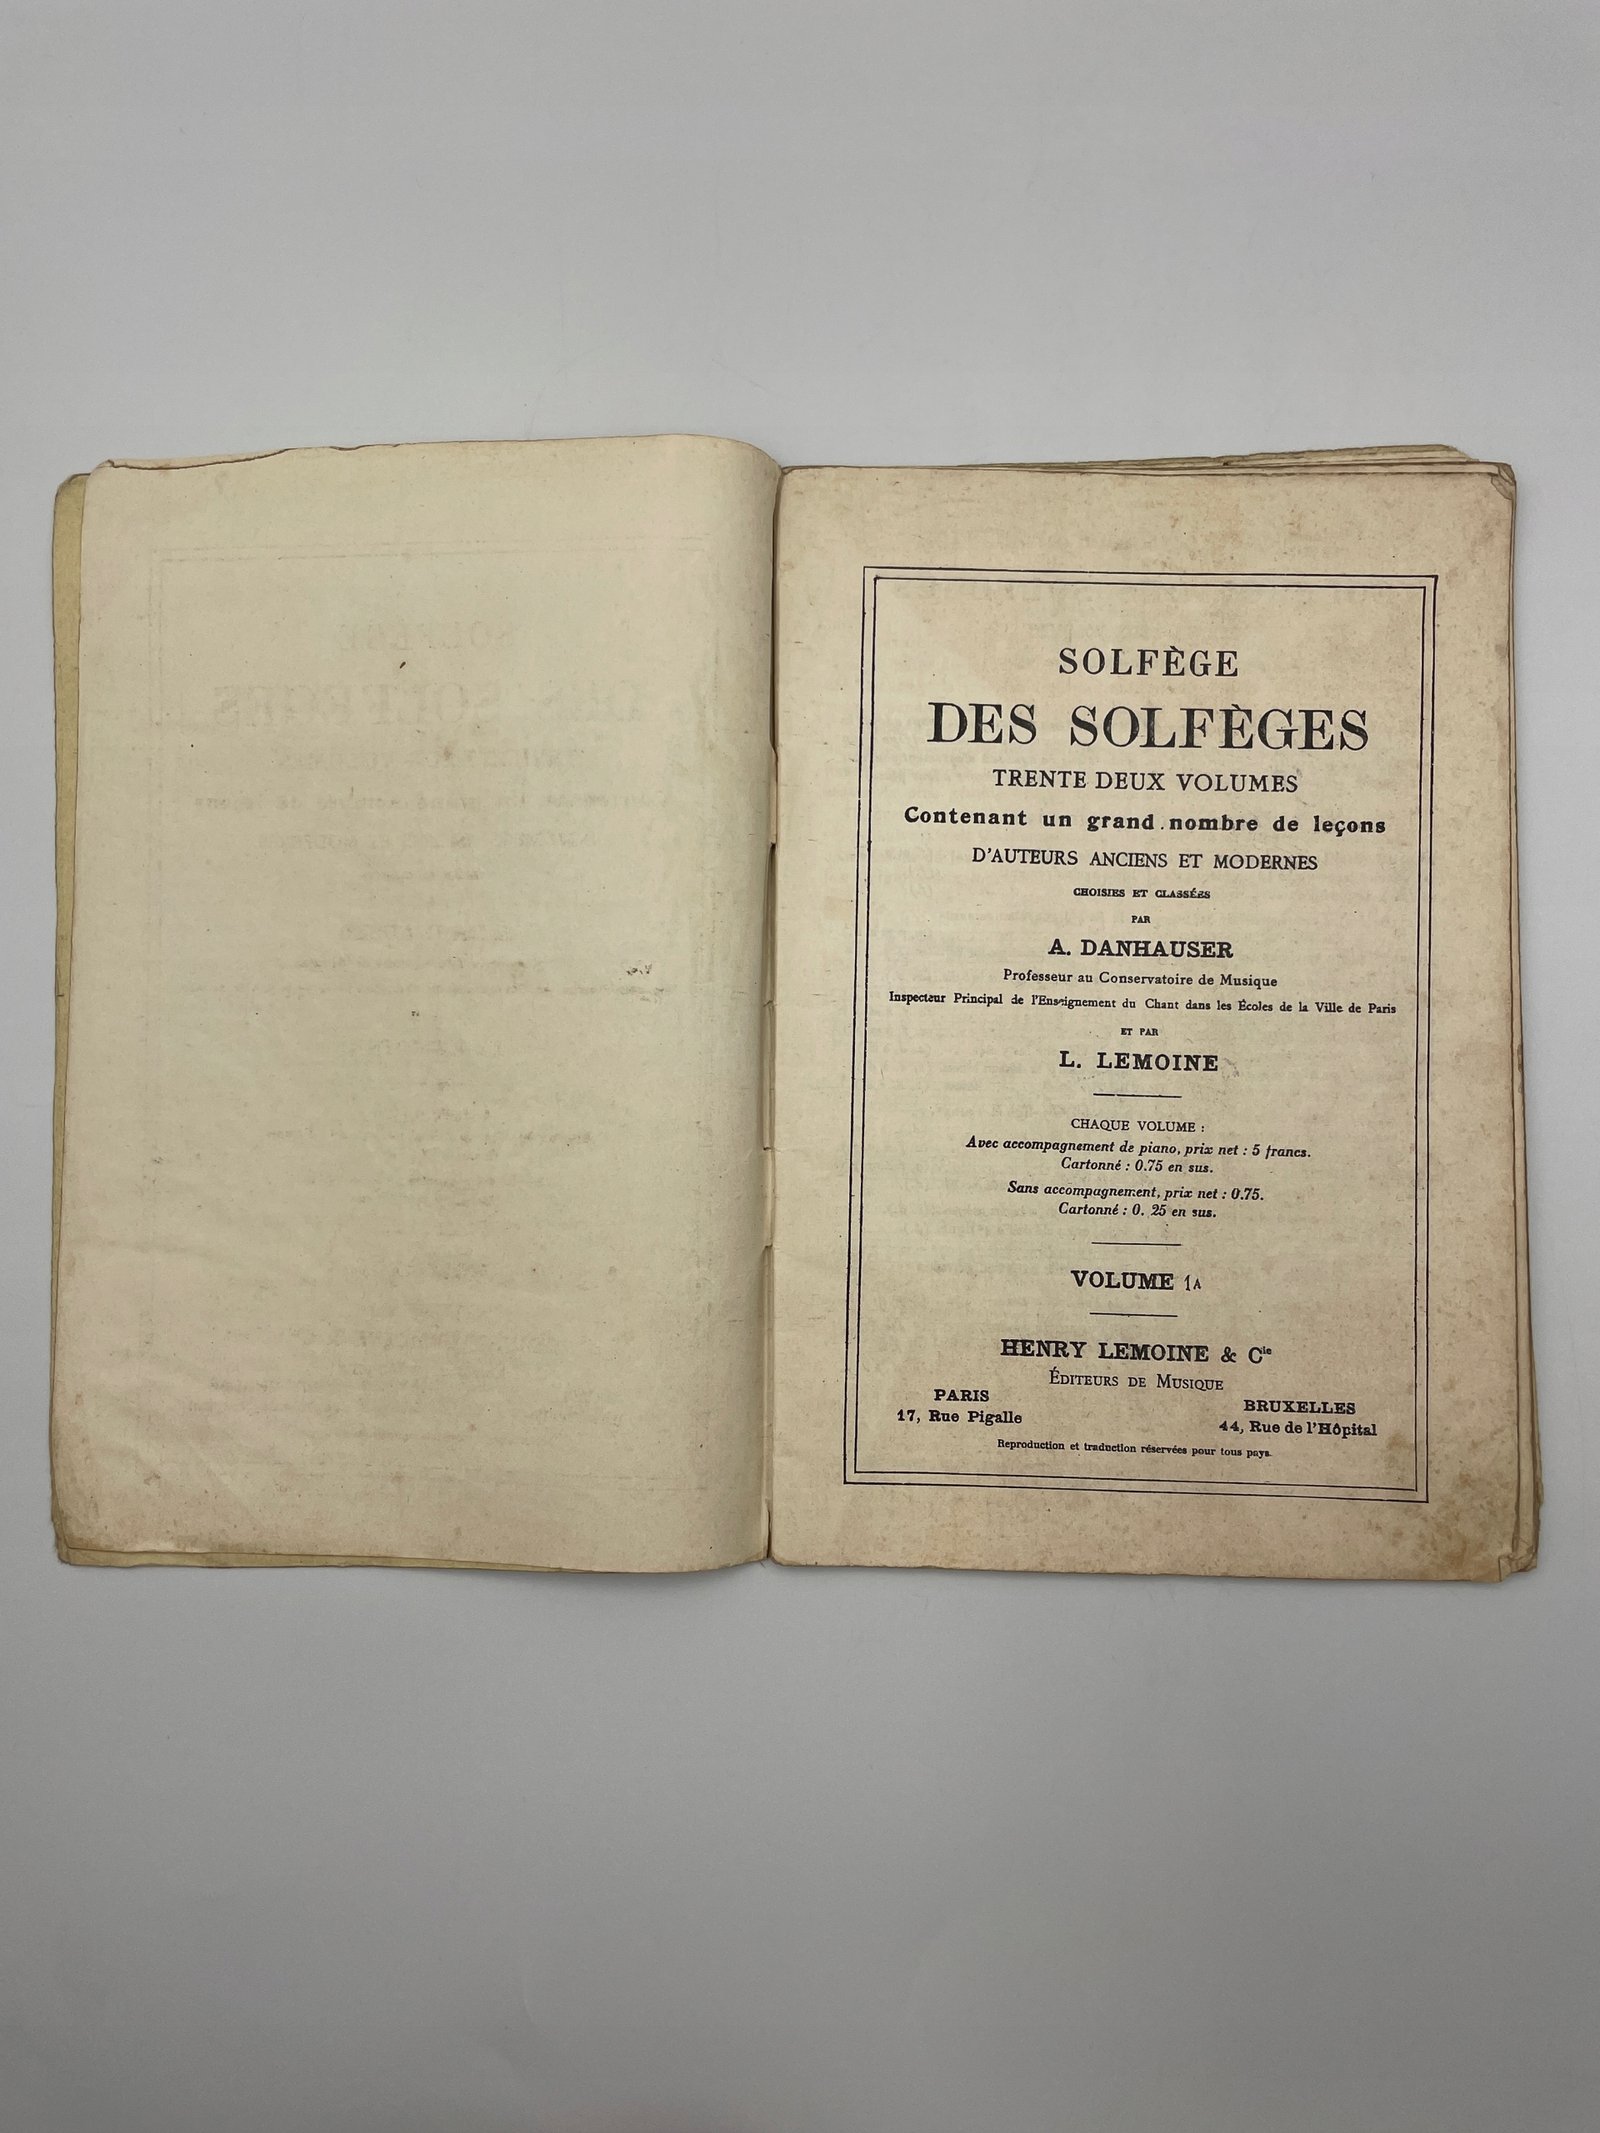 SOLFÈGE
DES SOLFÈGES
TRENTE DEUX VOLUMES
Contenant un grand nombre de leçons
D'AUTEURS ANCIENS ET MODERNES
CHOISIES ET CLASSÉES
PAR
A. DANHAUSER
Professeur au Conservatoire de Musique
Inspecteur Principal de l'Enseignement du Chant dans les Écoles de la Ville de Paris
ET PAR
L. LEMOINE
CHAQUE VOLUME :
Avec accompagnement de piano, prix net : 5 francs.
Cartonné : 0.75 en sus.
Sans accompagnement, prix net : 0.75.
Cartonné : 0. 25 en sus.
VOLUME 1A
HENRY LEMOINE & Cie
ÉDITEURS DE MUSIQUE
PARIS
17, Rue Pigalle
BRUXELLES
44, Rue de l'Hôpital
Reproduction et traduction réservées pour tous pays.